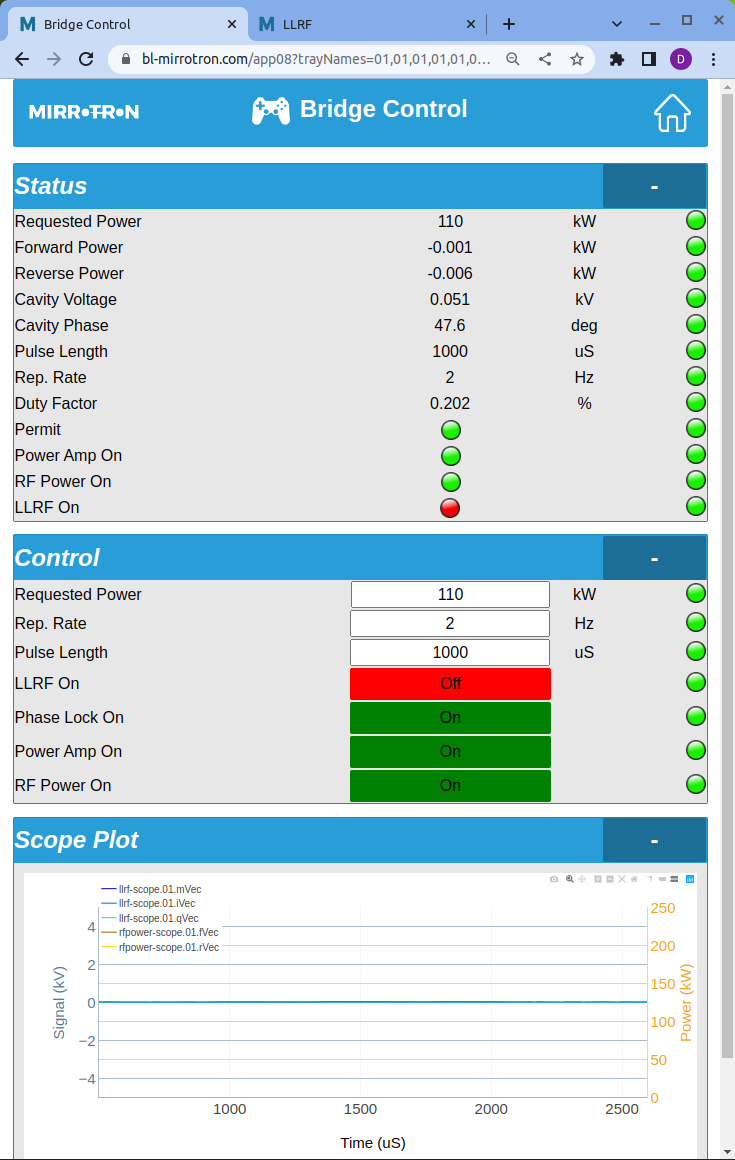 Bridge Control
LLRF
bl-mirrotron.com/app08?trayNames=01,01,01,01,01,0...
D
MIRROTRON
Bridge Control
Status -
Requested Power 110 kW
Forward Power -0.001 kW
Reverse Power -0.006 kW
Cavity Voltage 0.051 kV
Cavity Phase 47.6 deg
Pulse Length 1000 uS
Rep. Rate 2 Hz
Duty Factor 0.202 %
Permit
Power Amp On
RF Power On
LLRF On
Control -
Requested Power 110 kW
Rep. Rate 2 Hz
Pulse Length 1000 uS
LLRF On Off
Phase Lock On On
Power Amp On On
RF Power On On
Scope Plot -
llrf-scope.01.mVec
llrf-scope.01.iVec
llrf-scope.01.qVec
rfpower-scope.01.fVec
rfpower-scope.01.rVec
4
2
0
−2
−4
Signal (kV)
250
200
150
100
50
0
Power (kW)
1000 1500 2000 2500
Time (uS)